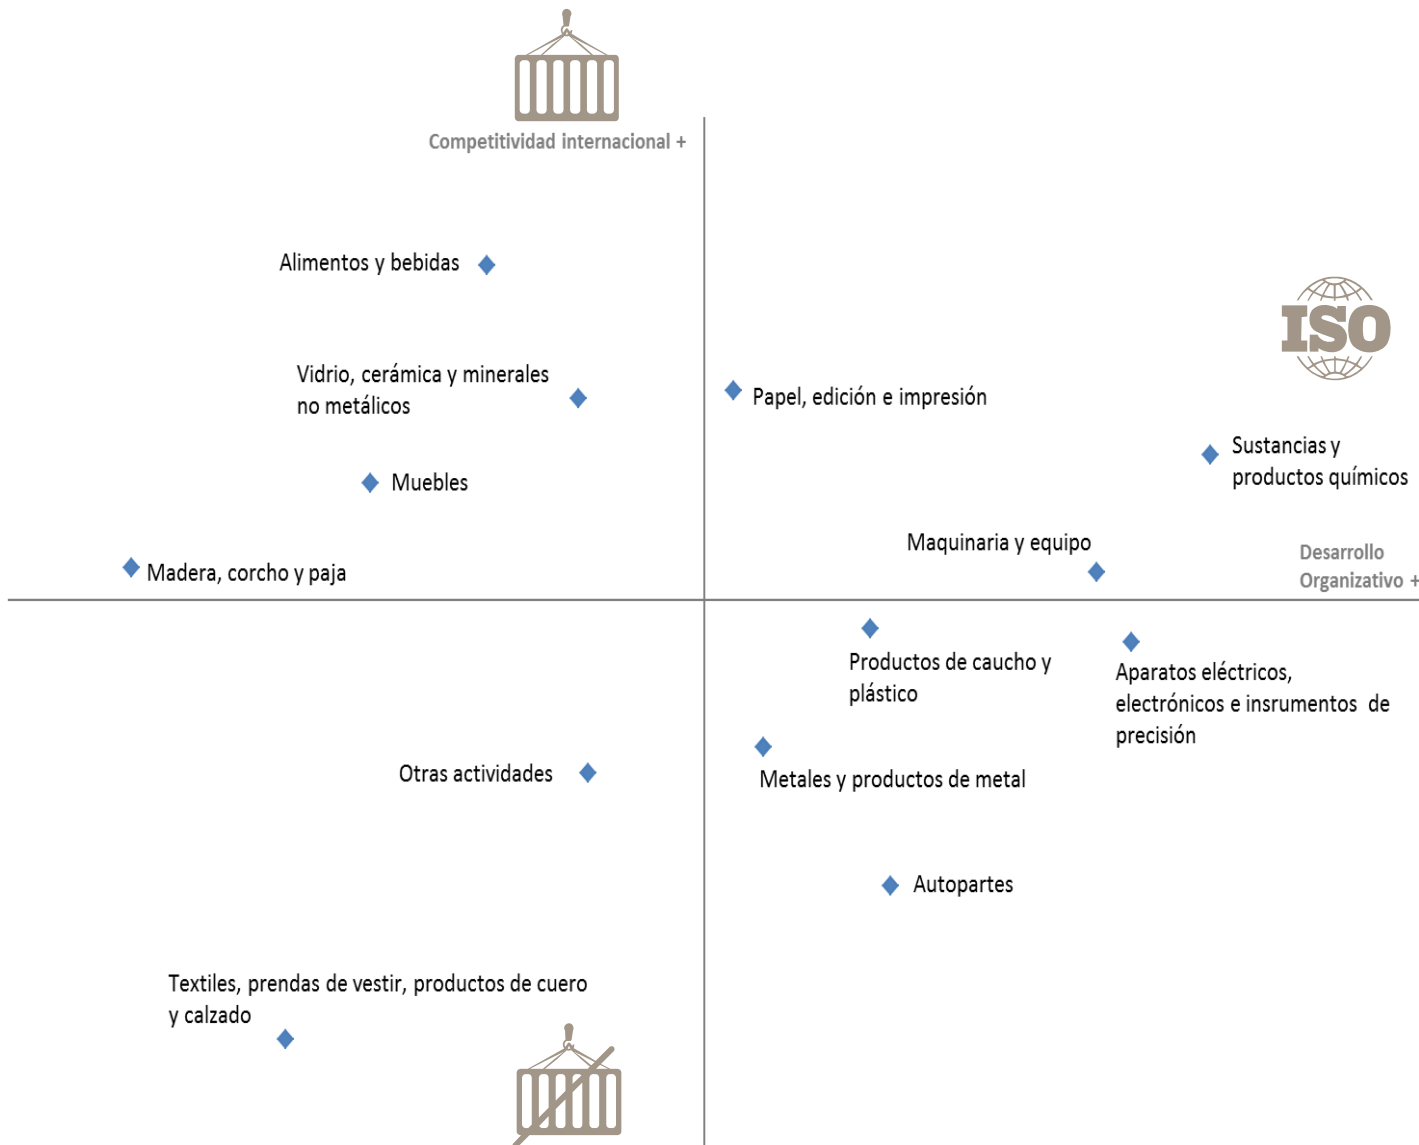 Competitividad internacional +
Alimentos y bebidas
ISO
Vidrio, cerámica y minerales
no metálicos
Papel, edición e impresión
Sustancias y
productos químicos
Muebles
Maquinaria y equipo
Desarrollo
Organizativo +
Madera, corcho y paja
Productos de caucho y
plástico
Aparatos eléctricos,
electrónicos e insrumentos de
precisión
Otras actividades
Metales y productos de metal
Autopartes
Textiles, prendas de vestir, productos de cuero
y calzado